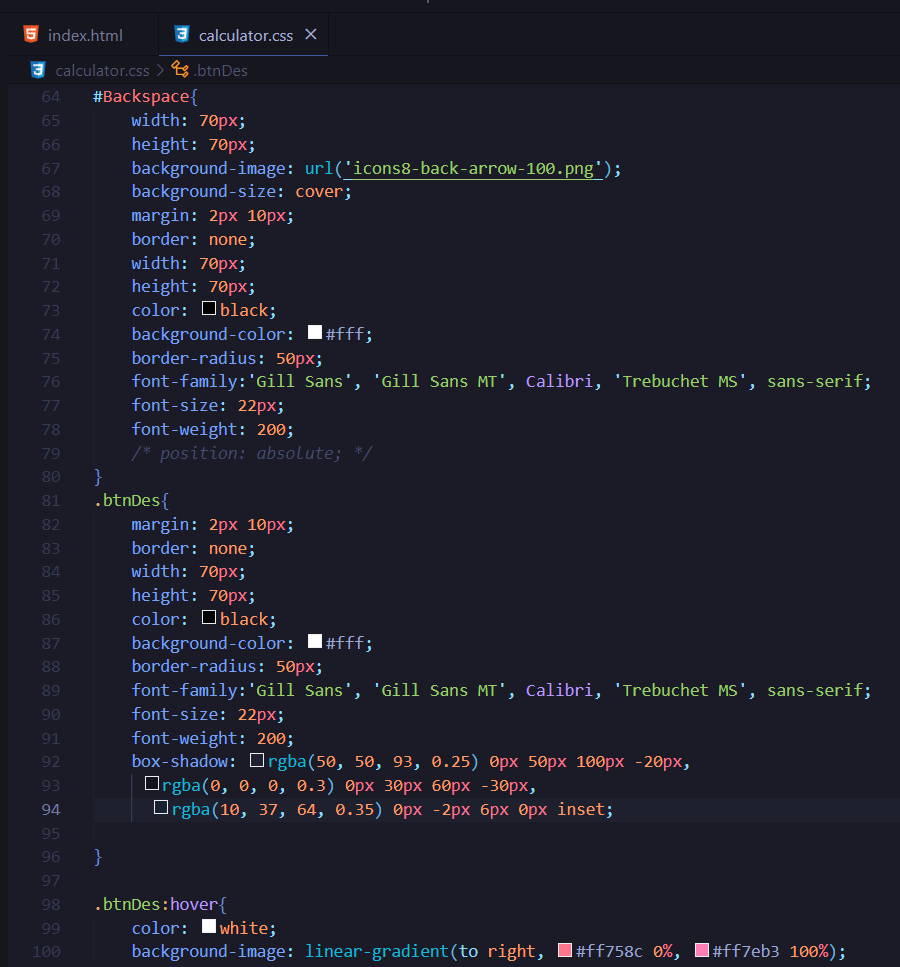 index.html calculator.css ×
calculator.css > .btnDes
64 #Backspace{
65 width: 70px;
66 height: 70px;
67 background-image: url('icons8-back-arrow-100.png');
68 background-size: cover;
69 margin: 2px 10px;
70 border: none;
71 width: 70px;
72 height: 70px;
73 color: black;
74 background-color: #fff;
75 border-radius: 50px;
76 font-family:'Gill Sans', 'Gill Sans MT', Calibri, 'Trebuchet MS', sans-serif;
77 font-size: 22px;
78 font-weight: 200;
79 /* position: absolute; */
80 }
81 .btnDes{
82 margin: 2px 10px;
83 border: none;
84 width: 70px;
85 height: 70px;
86 color: black;
87 background-color: #fff;
88 border-radius: 50px;
89 font-family:'Gill Sans', 'Gill Sans MT', Calibri, 'Trebuchet MS', sans-serif;
90 font-size: 22px;
91 font-weight: 200;
92 box-shadow: rgba(50, 50, 93, 0.25) 0px 50px 100px -20px,
93 rgba(0, 0, 0, 0.3) 0px 30px 60px -30px,
94 rgba(10, 37, 64, 0.35) 0px -2px 6px 0px inset;
95
96 }
97
98 .btnDes:hover{
99 color: white;
100 background-image: linear-gradient(to right, #ff758c 0%, #ff7eb3 100%);